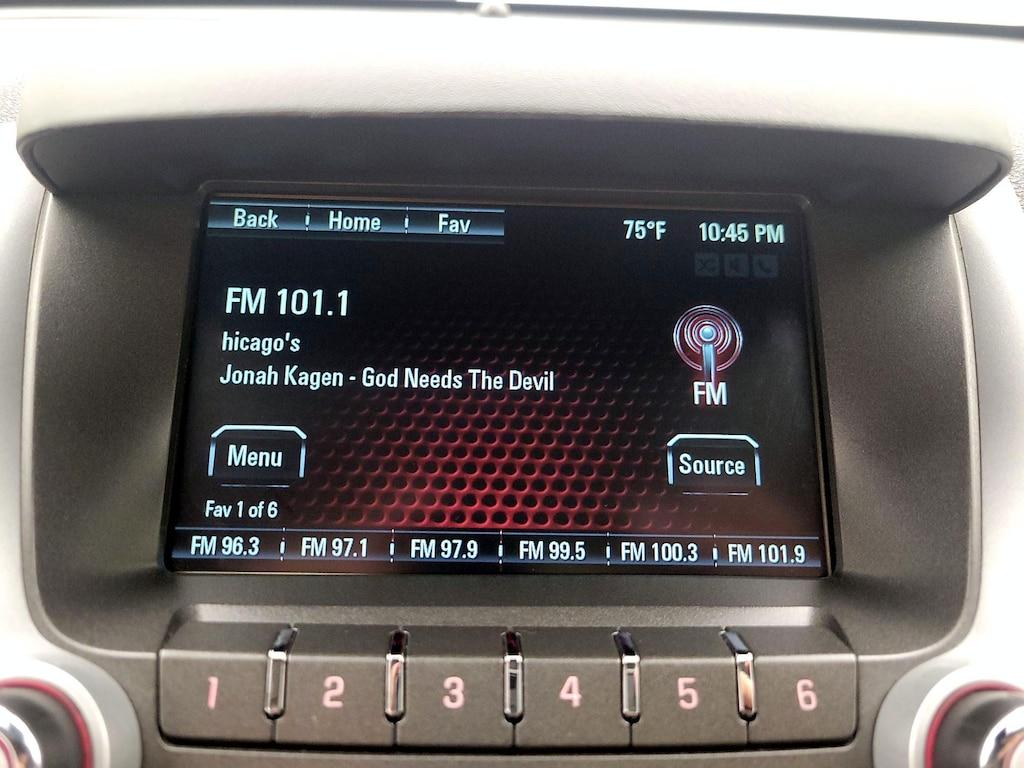 Back Home Fav 75°F 10:45 PM
FM 101.1
hicago's
Jonah Kagen - God Needs The Devil
FM
Menu Source
Fav 1 of 6
FM 96.3 FM 97.1 FM 97.9 FM 99.5 FM 100.3 FM 101.9
1 2 3 4 5 6